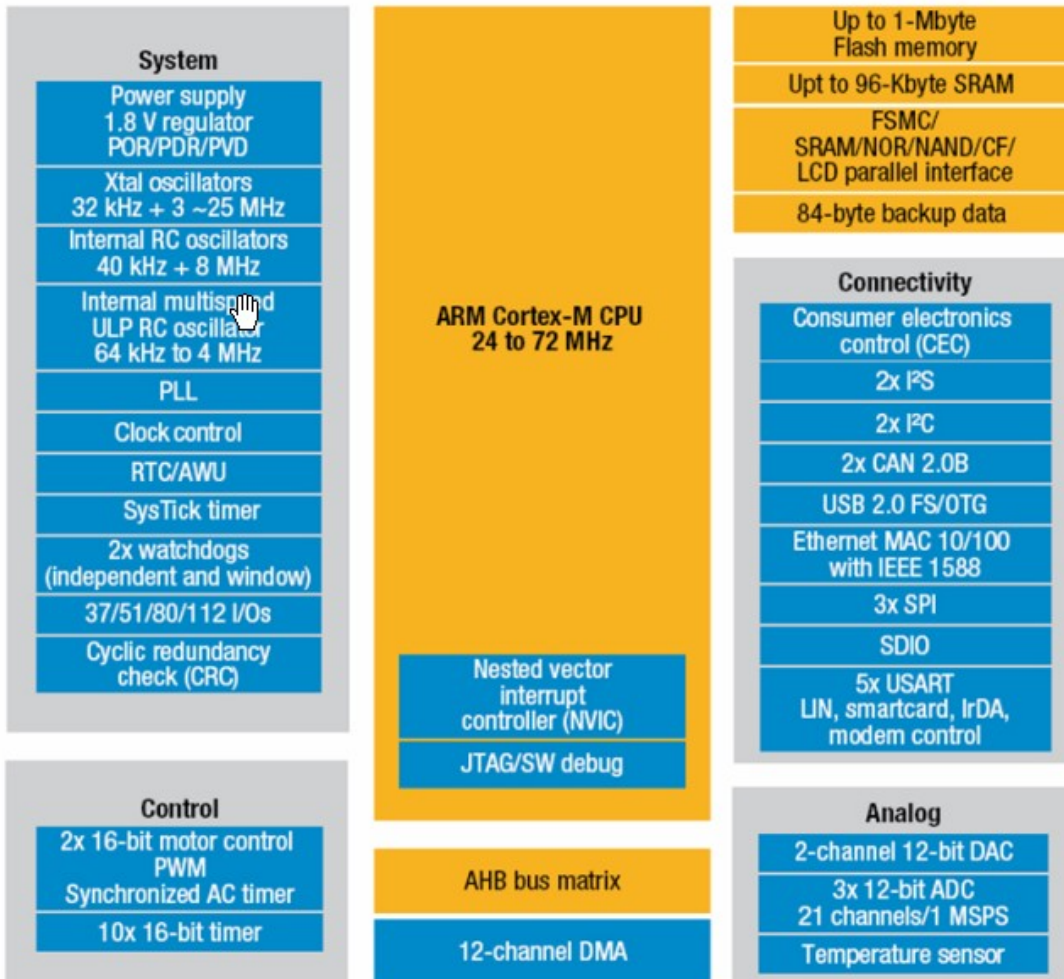 System
Power supply
1.8 V regulator
POR/PDR/PVD
Xtal oscillators
32 kHz + 3 ~25 MHz
Internal RC oscillators
40 kHz + 8 MHz
Internal multispeed
ULP RC oscillator
64 kHz to 4 MHz
PLL
Clock control
RTC/AWU
SysTick timer
2x watchdogs
(independent and window)
37/51/80/112 I/Os
Cyclic redundancy
check (CRC)
Control
2x 16-bit motor control
PWM
Synchronized AC timer
10x 16-bit timer
ARM Cortex-M CPU
24 to 72 MHz
Nested vector
interrupt
controller (NVIC)
JTAG/SW debug
AHB bus matrix
12-channel DMA
Up to 1-Mbyte
Flash memory
Upt to 96-Kbyte SRAM
FSMC/
SRAM/NOR/NAND/CF/
LCD parallel interface
84-byte backup data
Connectivity
Consumer electronics
control (CEC)
2x I²S
2x I²C
2x CAN 2.0B
USB 2.0 FS/OTG
Ethernet MAC 10/100
with IEEE 1588
3x SPI
SDIO
5x USART
LIN, smartcard, IrDA,
modem control
Analog
2-channel 12-bit DAC
3x 12-bit ADC
21 channels/1 MSPS
Temperature sensor